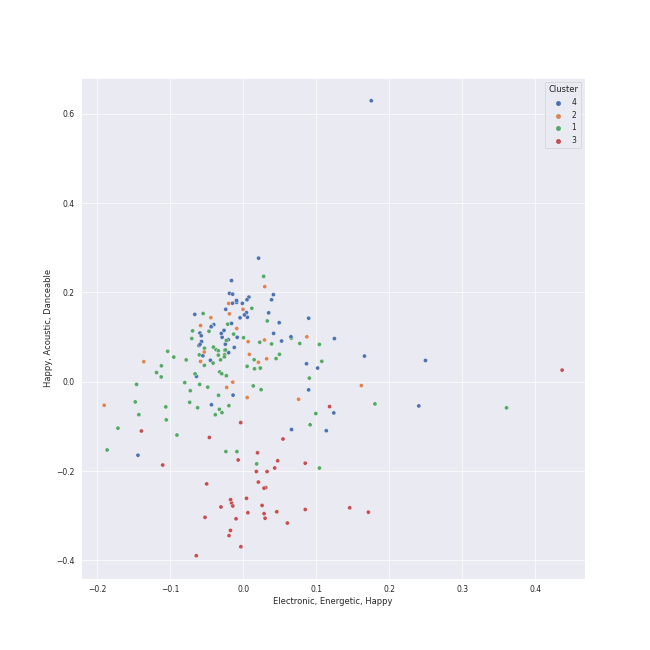 Cluster
4
2
1
3
0.6
0.4
0.2
0.0
−0.2
−0.4
Happy, Acoustic, Danceable
−0.2 −0.1 0.0 0.1 0.2 0.3 0.4
Electronic, Energetic, Happy